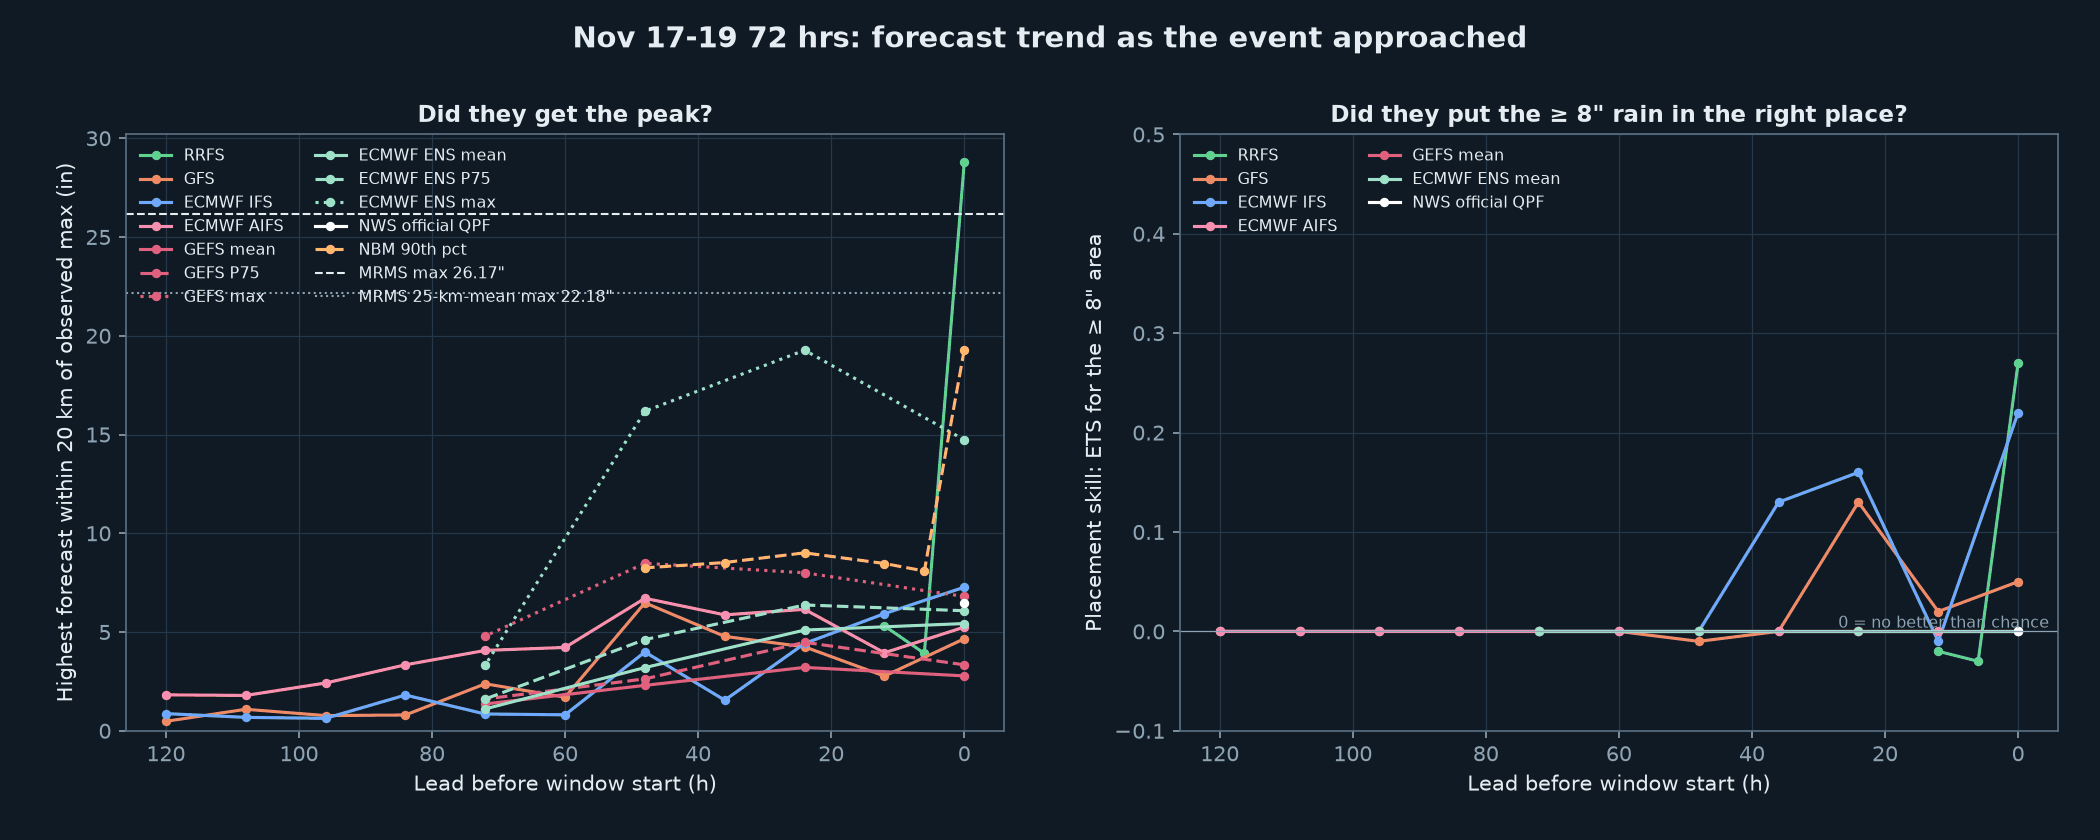 Nov 17-19 72 hrs: forecast trend as the event approached
Did they get the peak?
Highest forecast within 20 km of observed max (in)
30
25
20
15
10
5
0
RRFS
GFS
ECMWF IFS
ECMWF AIFS
GEFS mean
GEFS P75
GEFS max
ECMWF ENS mean
ECMWF ENS P75
ECMWF ENS max
NWS official QPF
NBM 90th pct
MRMS max 26.17"
MRMS 25-km-mean max 22.18"
120
100
80
60
40
20
0
Lead before window start (h)
Did they put the ≥ 8" rain in the right place?
Placement skill: ETS for the ≥ 8" area
0.5
0.4
0.3
0.2
0.1
0.0
−0.1
RRFS
GFS
ECMWF IFS
ECMWF AIFS
GEFS mean
ECMWF ENS mean
NWS official QPF
0 = no better than chance
120
100
80
60
40
20
0
Lead before window start (h)